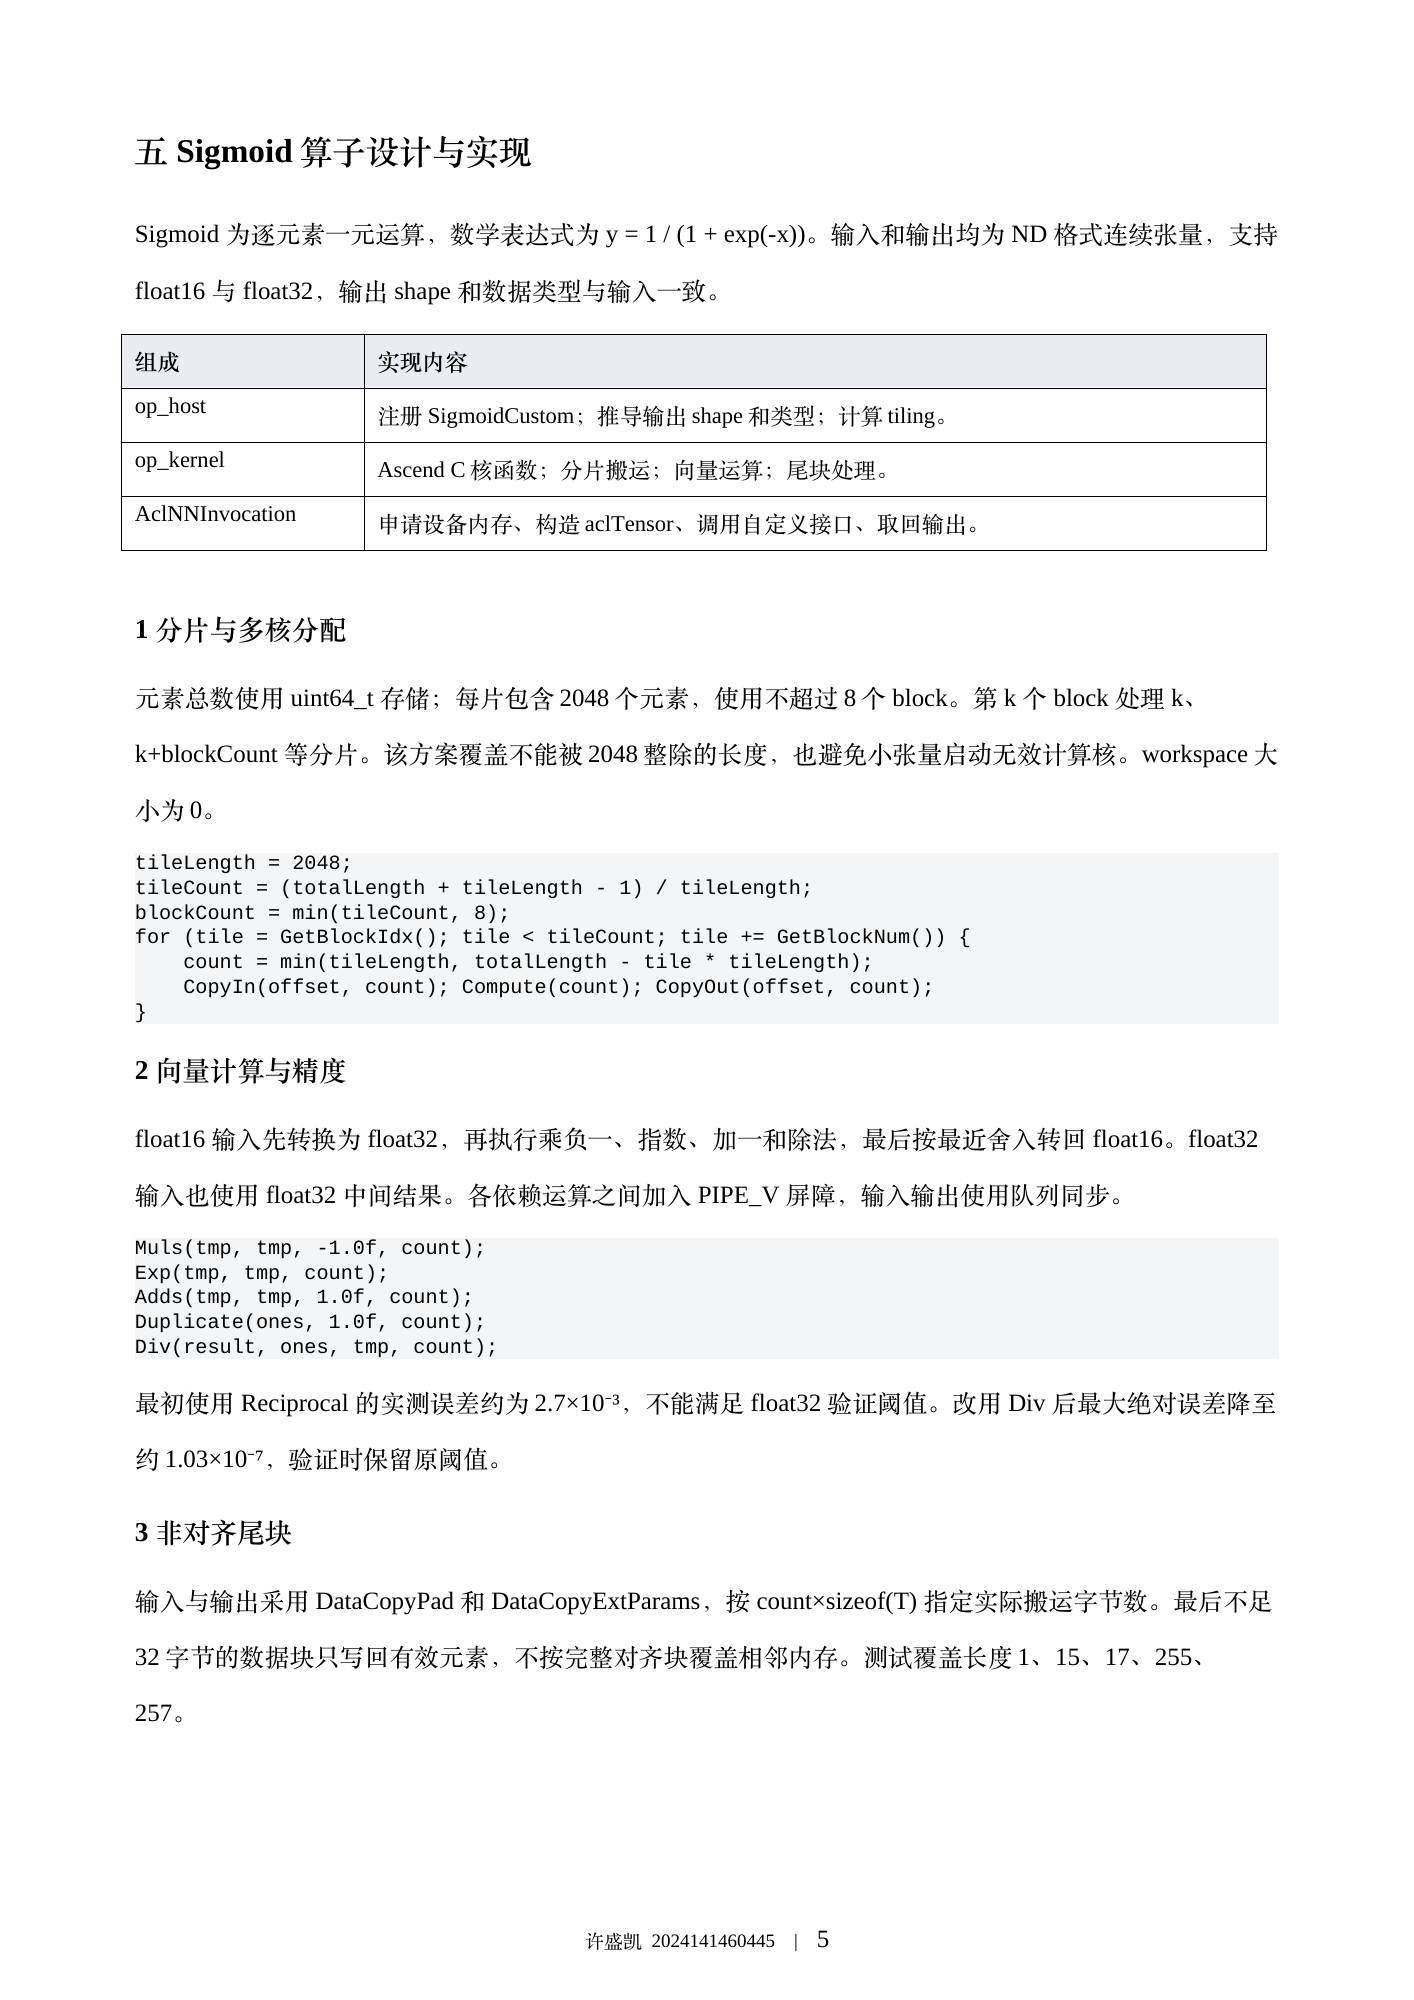 五 Sigmoid 算子设计与实现
Sigmoid 为逐元素一元运算，数学表达式为 y = 1 / (1 + exp(-x))。输入和输出均为 ND 格式连续张量，支持
float16 与 float32，输出 shape 和数据类型与输入一致。
组成 实现内容
op_host 注册 SigmoidCustom；推导输出 shape 和类型；计算 tiling。
op_kernel Ascend C 核函数；分片搬运；向量运算；尾块处理。
AclNNInvocation 申请设备内存、构造 aclTensor、调用自定义接口、取回输出。
1 分片与多核分配
元素总数使用 uint64_t 存储；每片包含 2048 个元素，使用不超过 8 个 block。第 k 个 block 处理 k、
k+blockCount 等分片。该方案覆盖不能被 2048 整除的长度，也避免小张量启动无效计算核。workspace 大
小为 0。
tileLength = 2048;
tileCount = (totalLength + tileLength - 1) / tileLength;
blockCount = min(tileCount, 8);
for (tile = GetBlockIdx(); tile < tileCount; tile += GetBlockNum()) {
    count = min(tileLength, totalLength - tile * tileLength);
    CopyIn(offset, count); Compute(count); CopyOut(offset, count);
}
2 向量计算与精度
float16 输入先转换为 float32，再执行乘负一、指数、加一和除法，最后按最近舍入转回 float16。float32
输入也使用 float32 中间结果。各依赖运算之间加入 PIPE_V 屏障，输入输出使用队列同步。
Muls(tmp, tmp, -1.0f, count);
Exp(tmp, tmp, count);
Adds(tmp, tmp, 1.0f, count);
Duplicate(ones, 1.0f, count);
Div(result, ones, tmp, count);
最初使用 Reciprocal 的实测误差约为 2.7×10⁻³，不能满足 float32 验证阈值。改用 Div 后最大绝对误差降至
约 1.03×10⁻⁷，验证时保留原阈值。
3 非对齐尾块
输入与输出采用 DataCopyPad 和 DataCopyExtParams，按 count×sizeof(T) 指定实际搬运字节数。最后不足
32 字节的数据块只写回有效元素，不按完整对齐块覆盖相邻内存。测试覆盖长度 1、15、17、255、
257。
许盛凯 2024141460445 | 5